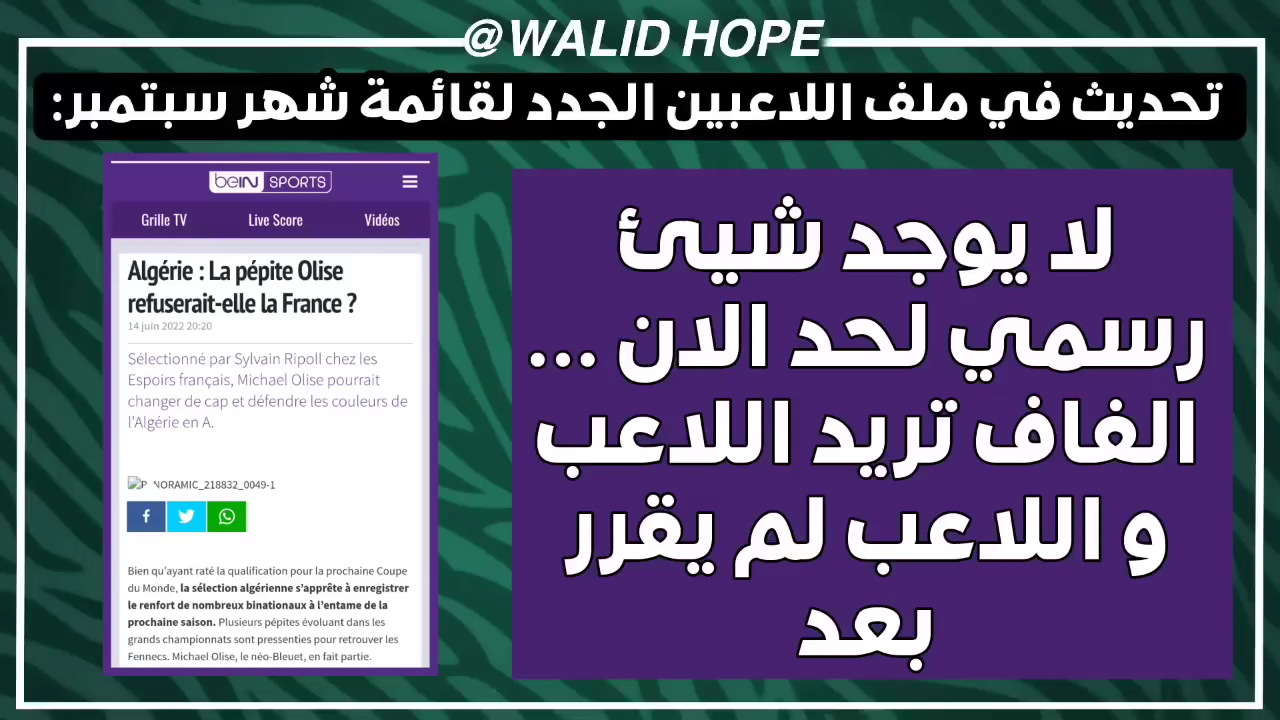 @WALID HOPE
تحديث في ملف اللاعبين الجدد لقائمة شهر سبتمبر:
beIN SPORTS
Grille TV Live Score Vidéos
Algérie : La pépite Olise
refuserait-elle la France ?
14 juin 2022 20:20
Sélectionné par Sylvain Ripoll chez les
Espoirs français, Michael Olise pourrait
changer de cap et défendre les couleurs de
l'Algérie en A.
Bien qu'ayant raté la qualification pour la prochaine Coupe
du Monde, la sélection algérienne s'apprête à enregistrer
le renfort de nombreux binationaux à l'entame de la
prochaine saison. Plusieurs pépites évoluant dans les
grands championnats sont pressenties pour retrouver les
Fennecs. Michael Olise, le néo-Bleuet, en fait partie.
لا يوجد شيئ
رسمي لحد الان ...
الفاف تريد اللاعب
و اللاعب لم يقرر
بعد